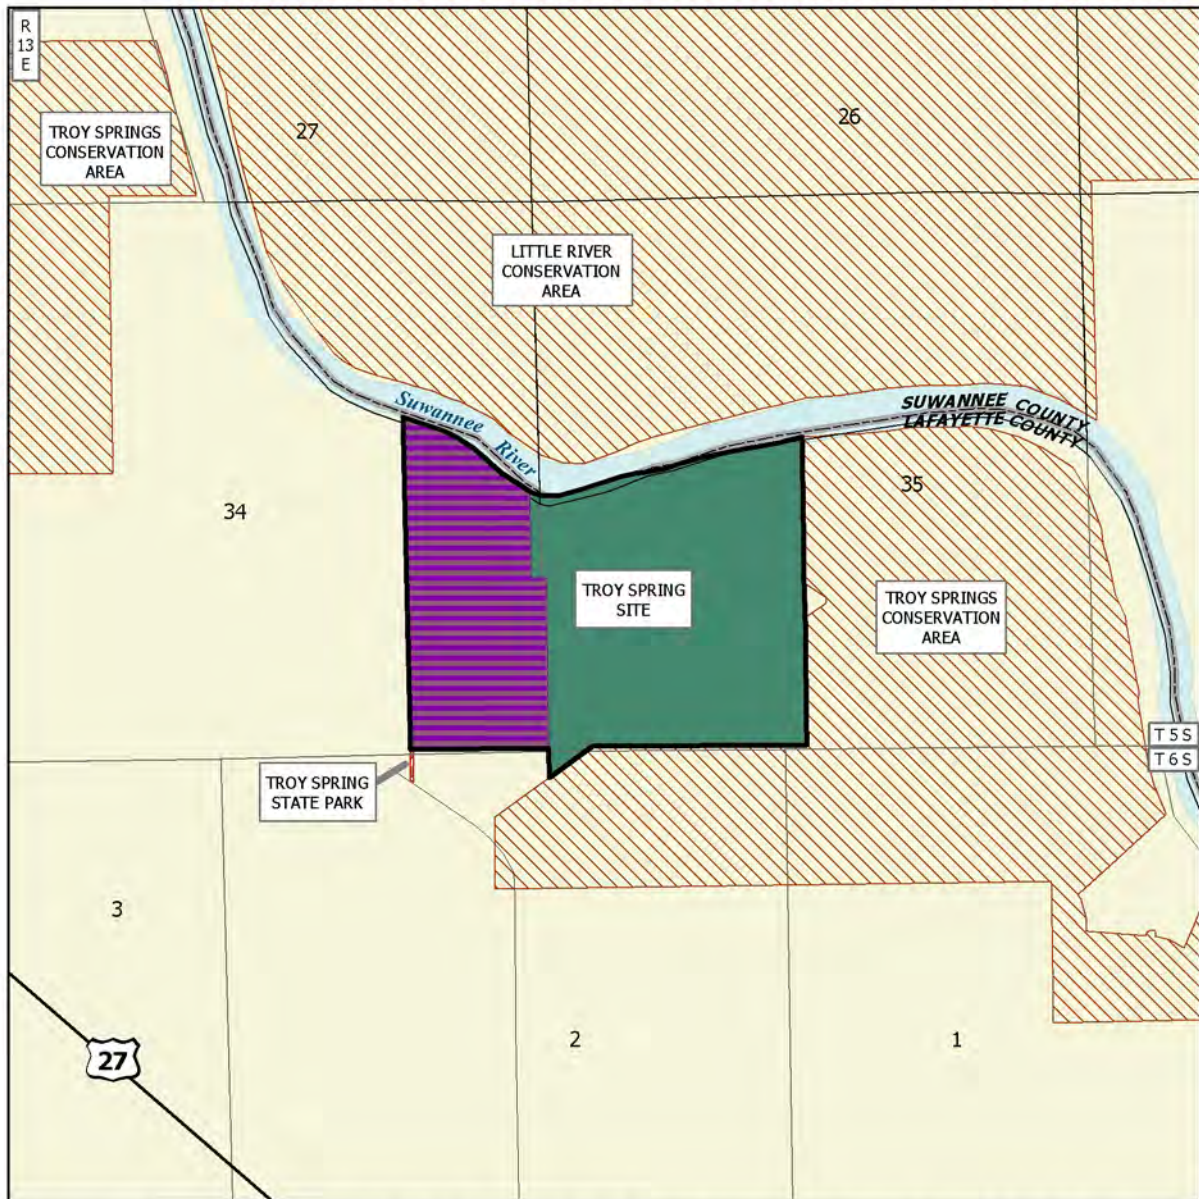 R
13
E
27
26
TROY SPRINGS
CONSERVATION
AREA
LITTLE RIVER
CONSERVATION
AREA
Suwannee River
SUWANNEE COUNTY
LAFAYETTE COUNTY
34
35
TROY SPRING
SITE
TROY SPRINGS
CONSERVATION
AREA
T 5 S
T 6 S
TROY SPRING
STATE PARK
3
2
1
27